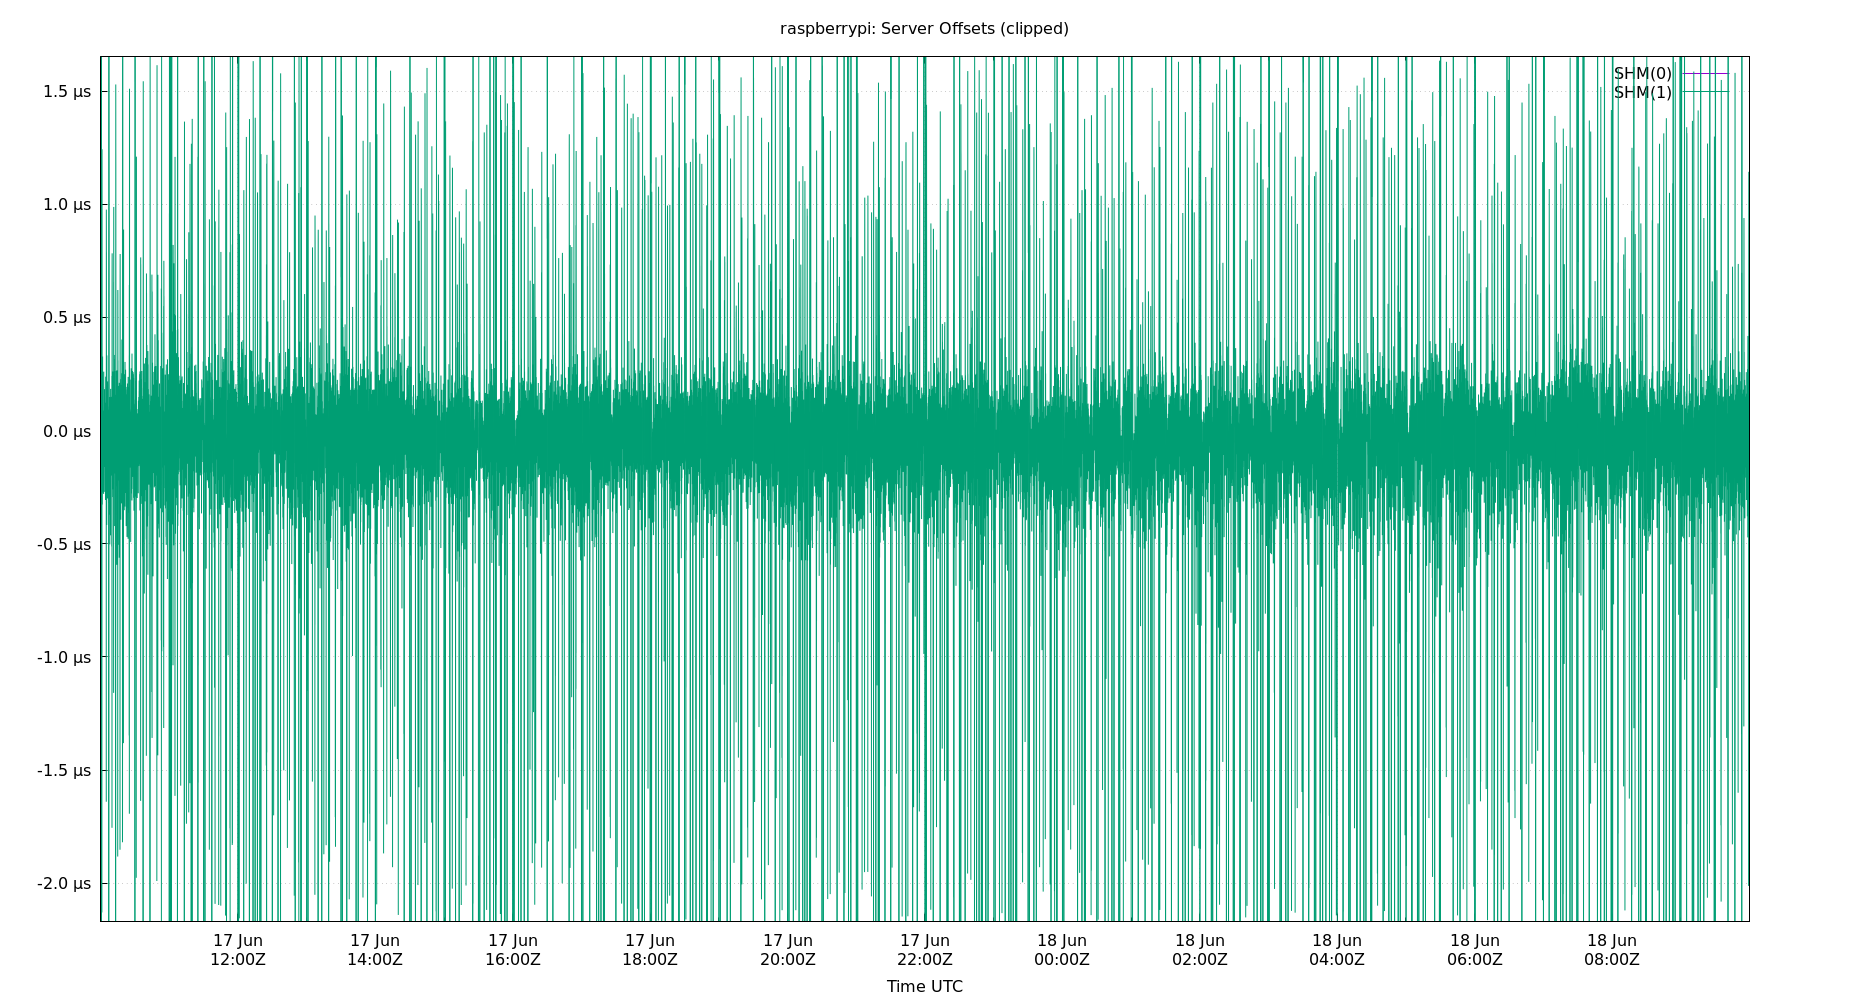 raspberrypi: Server Offsets (clipped)
SHM(0)
SHM(1)
1.5 µs
1.0 µs
0.5 µs
0.0 µs
-0.5 µs
-1.0 µs
-1.5 µs
-2.0 µs
17 Jun 17 Jun 17 Jun 17 Jun 17 Jun 17 Jun 18 Jun 18 Jun 18 Jun 18 Jun 18 Jun
12:00Z 14:00Z 16:00Z 18:00Z 20:00Z 22:00Z 00:00Z 02:00Z 04:00Z 06:00Z 08:00Z
Time UTC